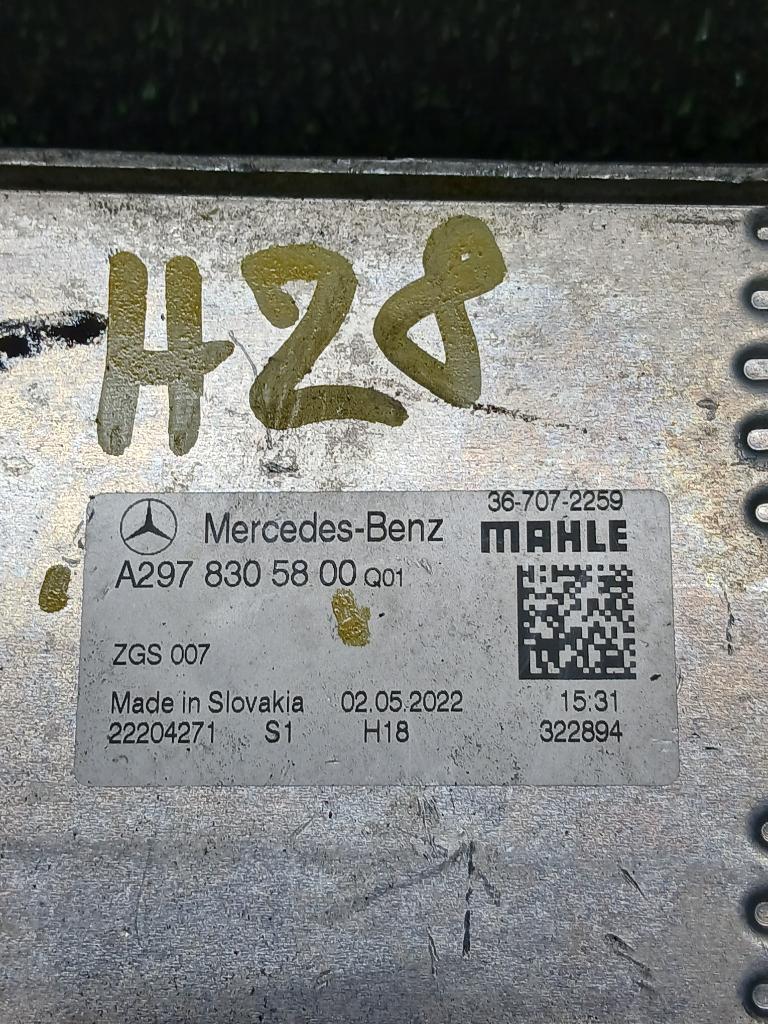 H28
36-707-2259
Mercedes-Benz MAHLE
A297 830 58 00 Q01
ZGS 007
Made in Slovakia 02.05.2022 15:31
22204271 S1 H18 322894